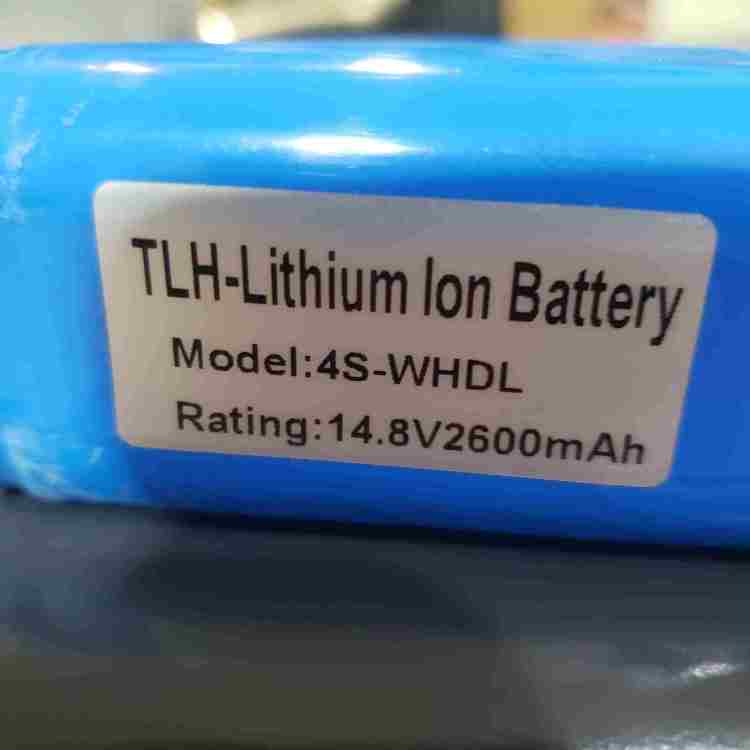 TLH-Lithium Ion Battery
Model:4S-WHDL
Rating:14.8V2600mAh